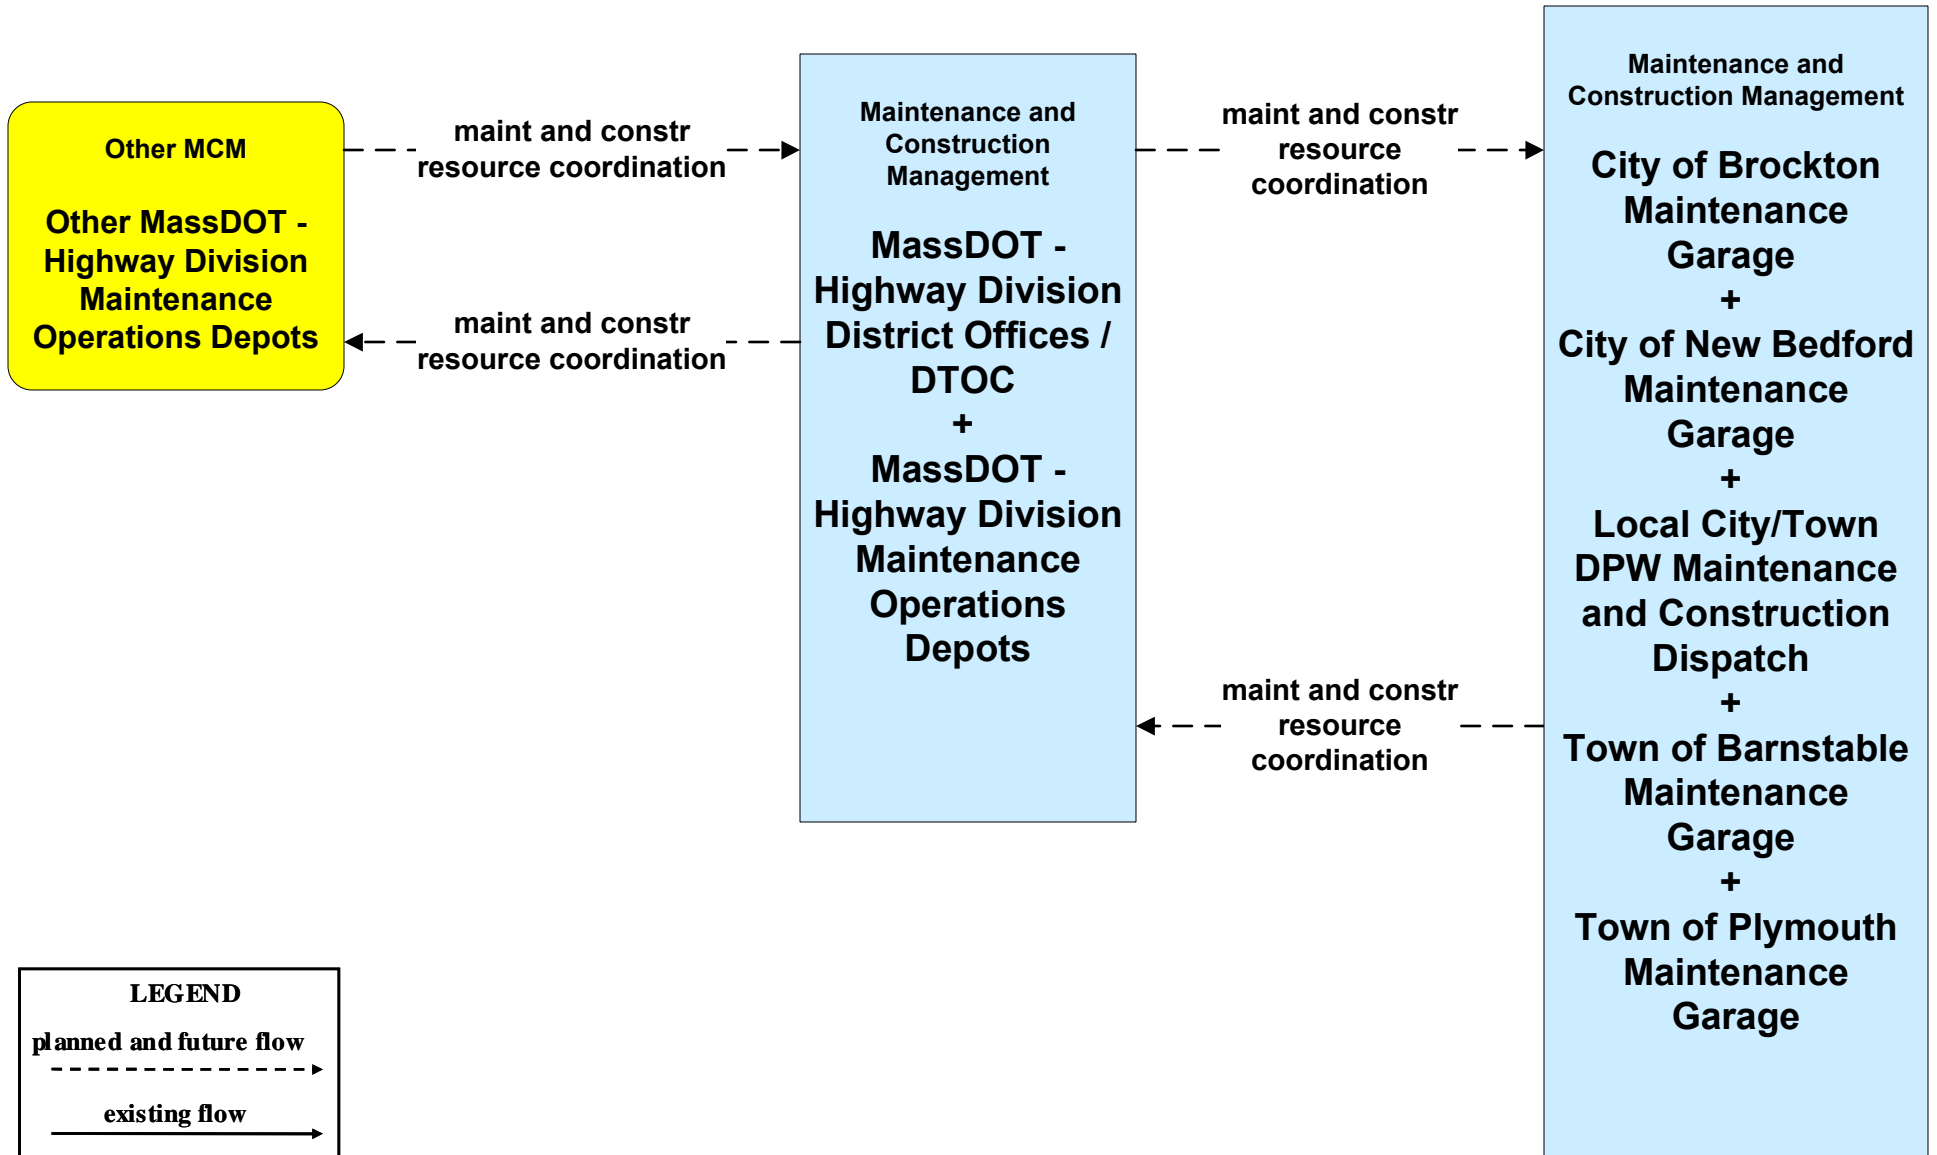 Other MCM
Other MassDOT -
Highway Division
Maintenance
Operations Depots
maint and constr
resource coordination
maint and constr
resource coordination
Maintenance and
Construction
Management
MassDOT -
Highway Division
District Offices /
DTOC
+
MassDOT -
Highway Division
Maintenance
Operations
Depots
maint and constr
resource
coordination
maint and constr
resource
coordination
Maintenance and
Construction Management
City of Brockton
Maintenance
Garage
+
City of New Bedford
Maintenance
Garage
+
Local City/Town
DPW Maintenance
and Construction
Dispatch
+
Town of Barnstable
Maintenance
Garage
+
Town of Plymouth
Maintenance
Garage
LEGEND
planned and future flow
existing flow